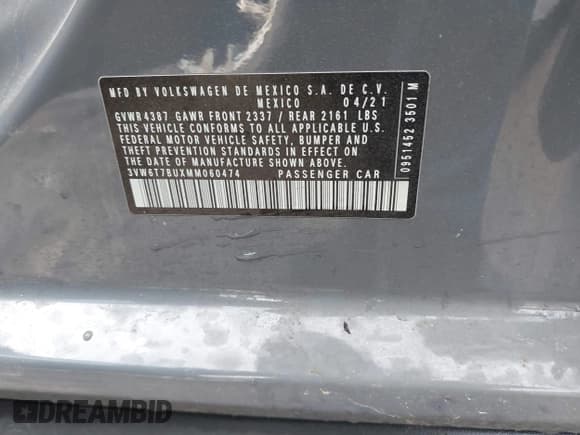 MFD BY VOLKSWAGEN DE MEXICO S.A. DE C.V.
MEXICO 04/21
GVWR4387 GAWR FRONT 2337 / REAR 2161 LBS
THIS VEHICLE CONFORMS TO ALL APPLICABLE U.S.
FEDERAL MOTOR VEHICLE SAFETY, BUMPER AND
THEFT PREVENTION STANDARDS IN EFFECT ON THE
DATE OF MANUFACTURE SHOWN ABOVE.
3VW6T7BUXMM060474 PASSENGER CAR
0951452 3501 M
DREAMBID